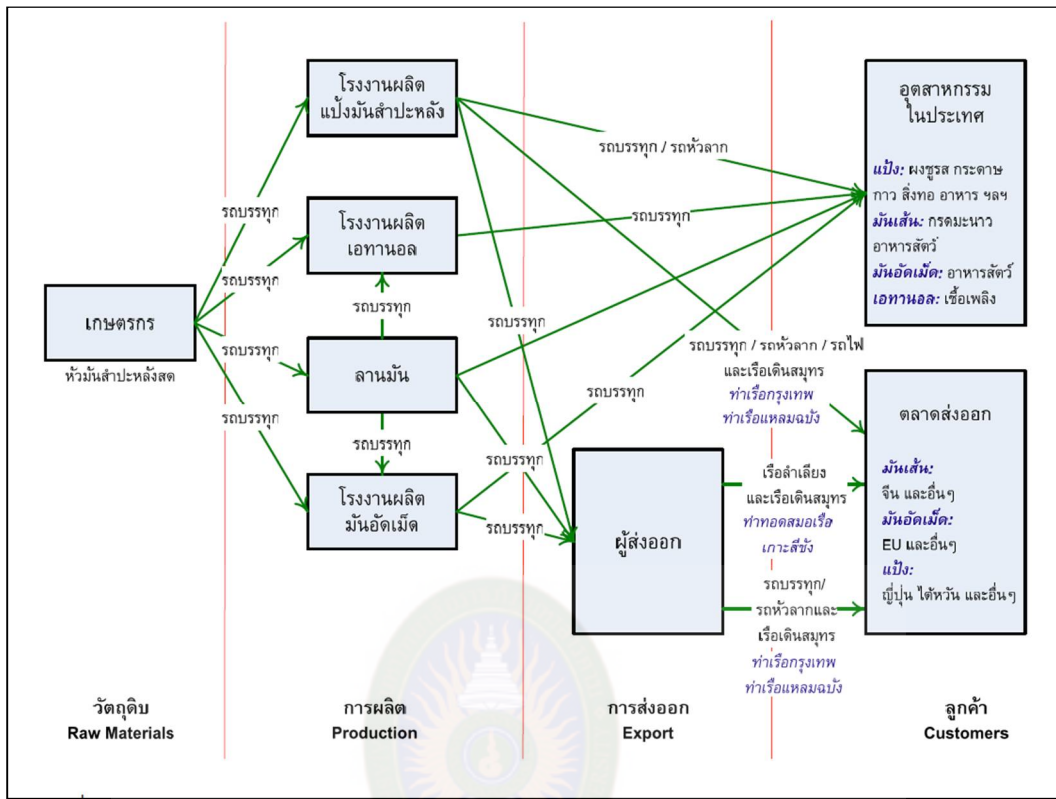 โรงงานผลิต
แป้งมันสำปะหลัง
อุตสาหกรรม
ในประเทศ
แป้ง: ผงชูรส กระดาษ
กาว สิ่งทอ อาหาร ฯลฯ
มันเส้น: กรดมะนาว
อาหารสัตว์
มันอัดเม็ด: อาหารสัตว์
เอทานอล: เชื้อเพลิง
รถบรรทุก / รถหัวลาก
รถบรรทุก
โรงงานผลิต
เอทานอล
รถบรรทุก
รถบรรทุก
รถบรรทุก
รถบรรทุก
เกษตรกร
หัวมันสำปะหลังสด
รถบรรทุก
ลานมัน
รถบรรทุก
รถบรรทุก / รถหัวลาก / รถไฟ
และเรือเดินสมุทร
ท่าเรือกรุงเทพ
ท่าเรือแหลมฉบัง
รถบรรทุก
รถบรรทุก
รถบรรทุก
โรงงานผลิต
มันอัดเม็ด
รถบรรทุก
รถบรรทุก
ผู้ส่งออก
เรือลำเลียง
และเรือเดินสมุทร
ท่าทอดสมอเรือ
เกาะสีชัง
รถบรรทุก/
รถหัวลากและ
เรือเดินสมุทร
ท่าเรือกรุงเทพ
ท่าเรือแหลมฉบัง
ตลาดส่งออก
มันเส้น:
จีน และอื่นๆ
มันอัดเม็ด:
EU และอื่นๆ
แป้ง:
ญี่ปุ่น ไต้หวัน และอื่นๆ
วัตถุดิบ
Raw Materials
การผลิต
Production
การส่งออก
Export
ลูกค้า
Customers